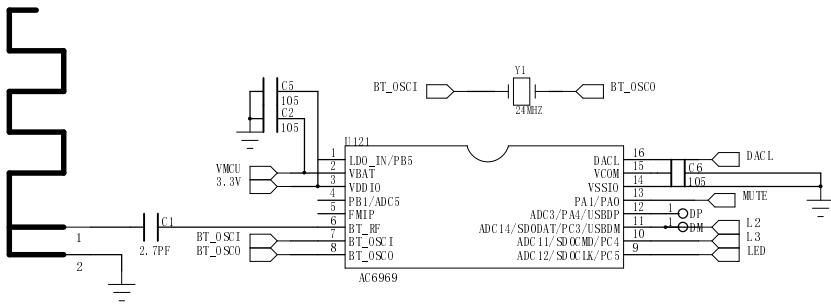 Y1
BT_OSCI
BT_OSCO
24MHZ
C5
105
C2
105
U121
VMCU
3.3V
1 LDO_IN/PB5
2 VBAT
3 VDDIO
4 PB1/ADC5
5 FMIP
6 BT_RF
7 BT_OSCI
8 BT_OSCO
DACL 16
VCOM 15
VSSIO 14
PA1/PA0 13
ADC3/PA4/USBDP 12
ADC14/SDODAT/PC3/USBDM 11
ADC11/SDOCMD/PC4 10
ADC12/SDOCLK/PC5 9
AC6969
DACL
C6
105
MUTE
1 DP
1 DM
L2
L3
LED
C1
2.7PF
BT_OSCI
BT_OSCO
1
2